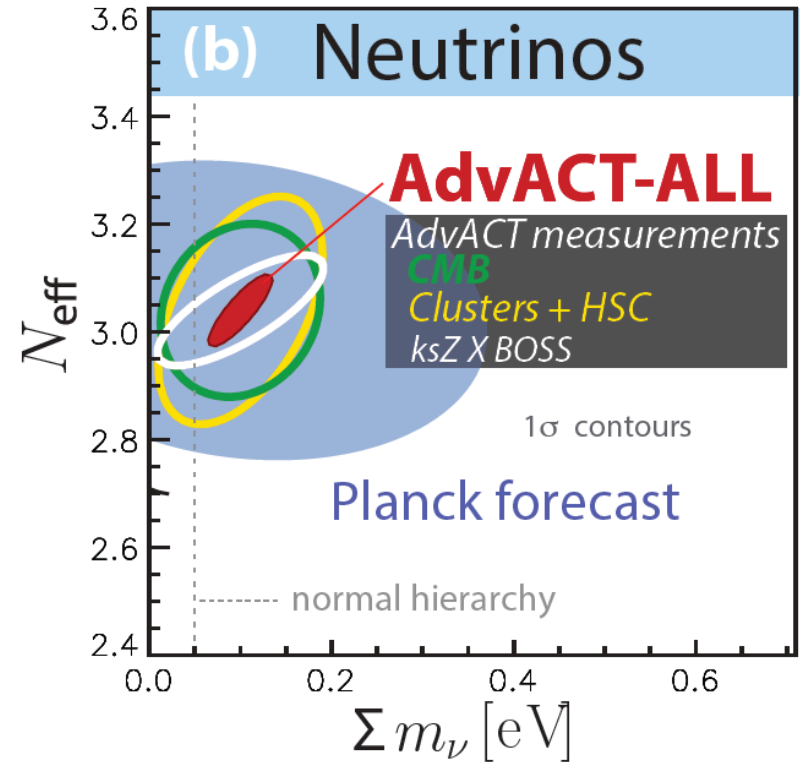 (b) Neutrinos
3.6
3.4
3.2
3.0
2.8
2.6
2.4
N_eff
AdvACT-ALL
AdvACT measurements
CMB
Clusters + HSC
ksZ X BOSS
1σ contours
Planck forecast
normal hierarchy
0.0 0.2 0.4 0.6
Σ m_ν [eV]